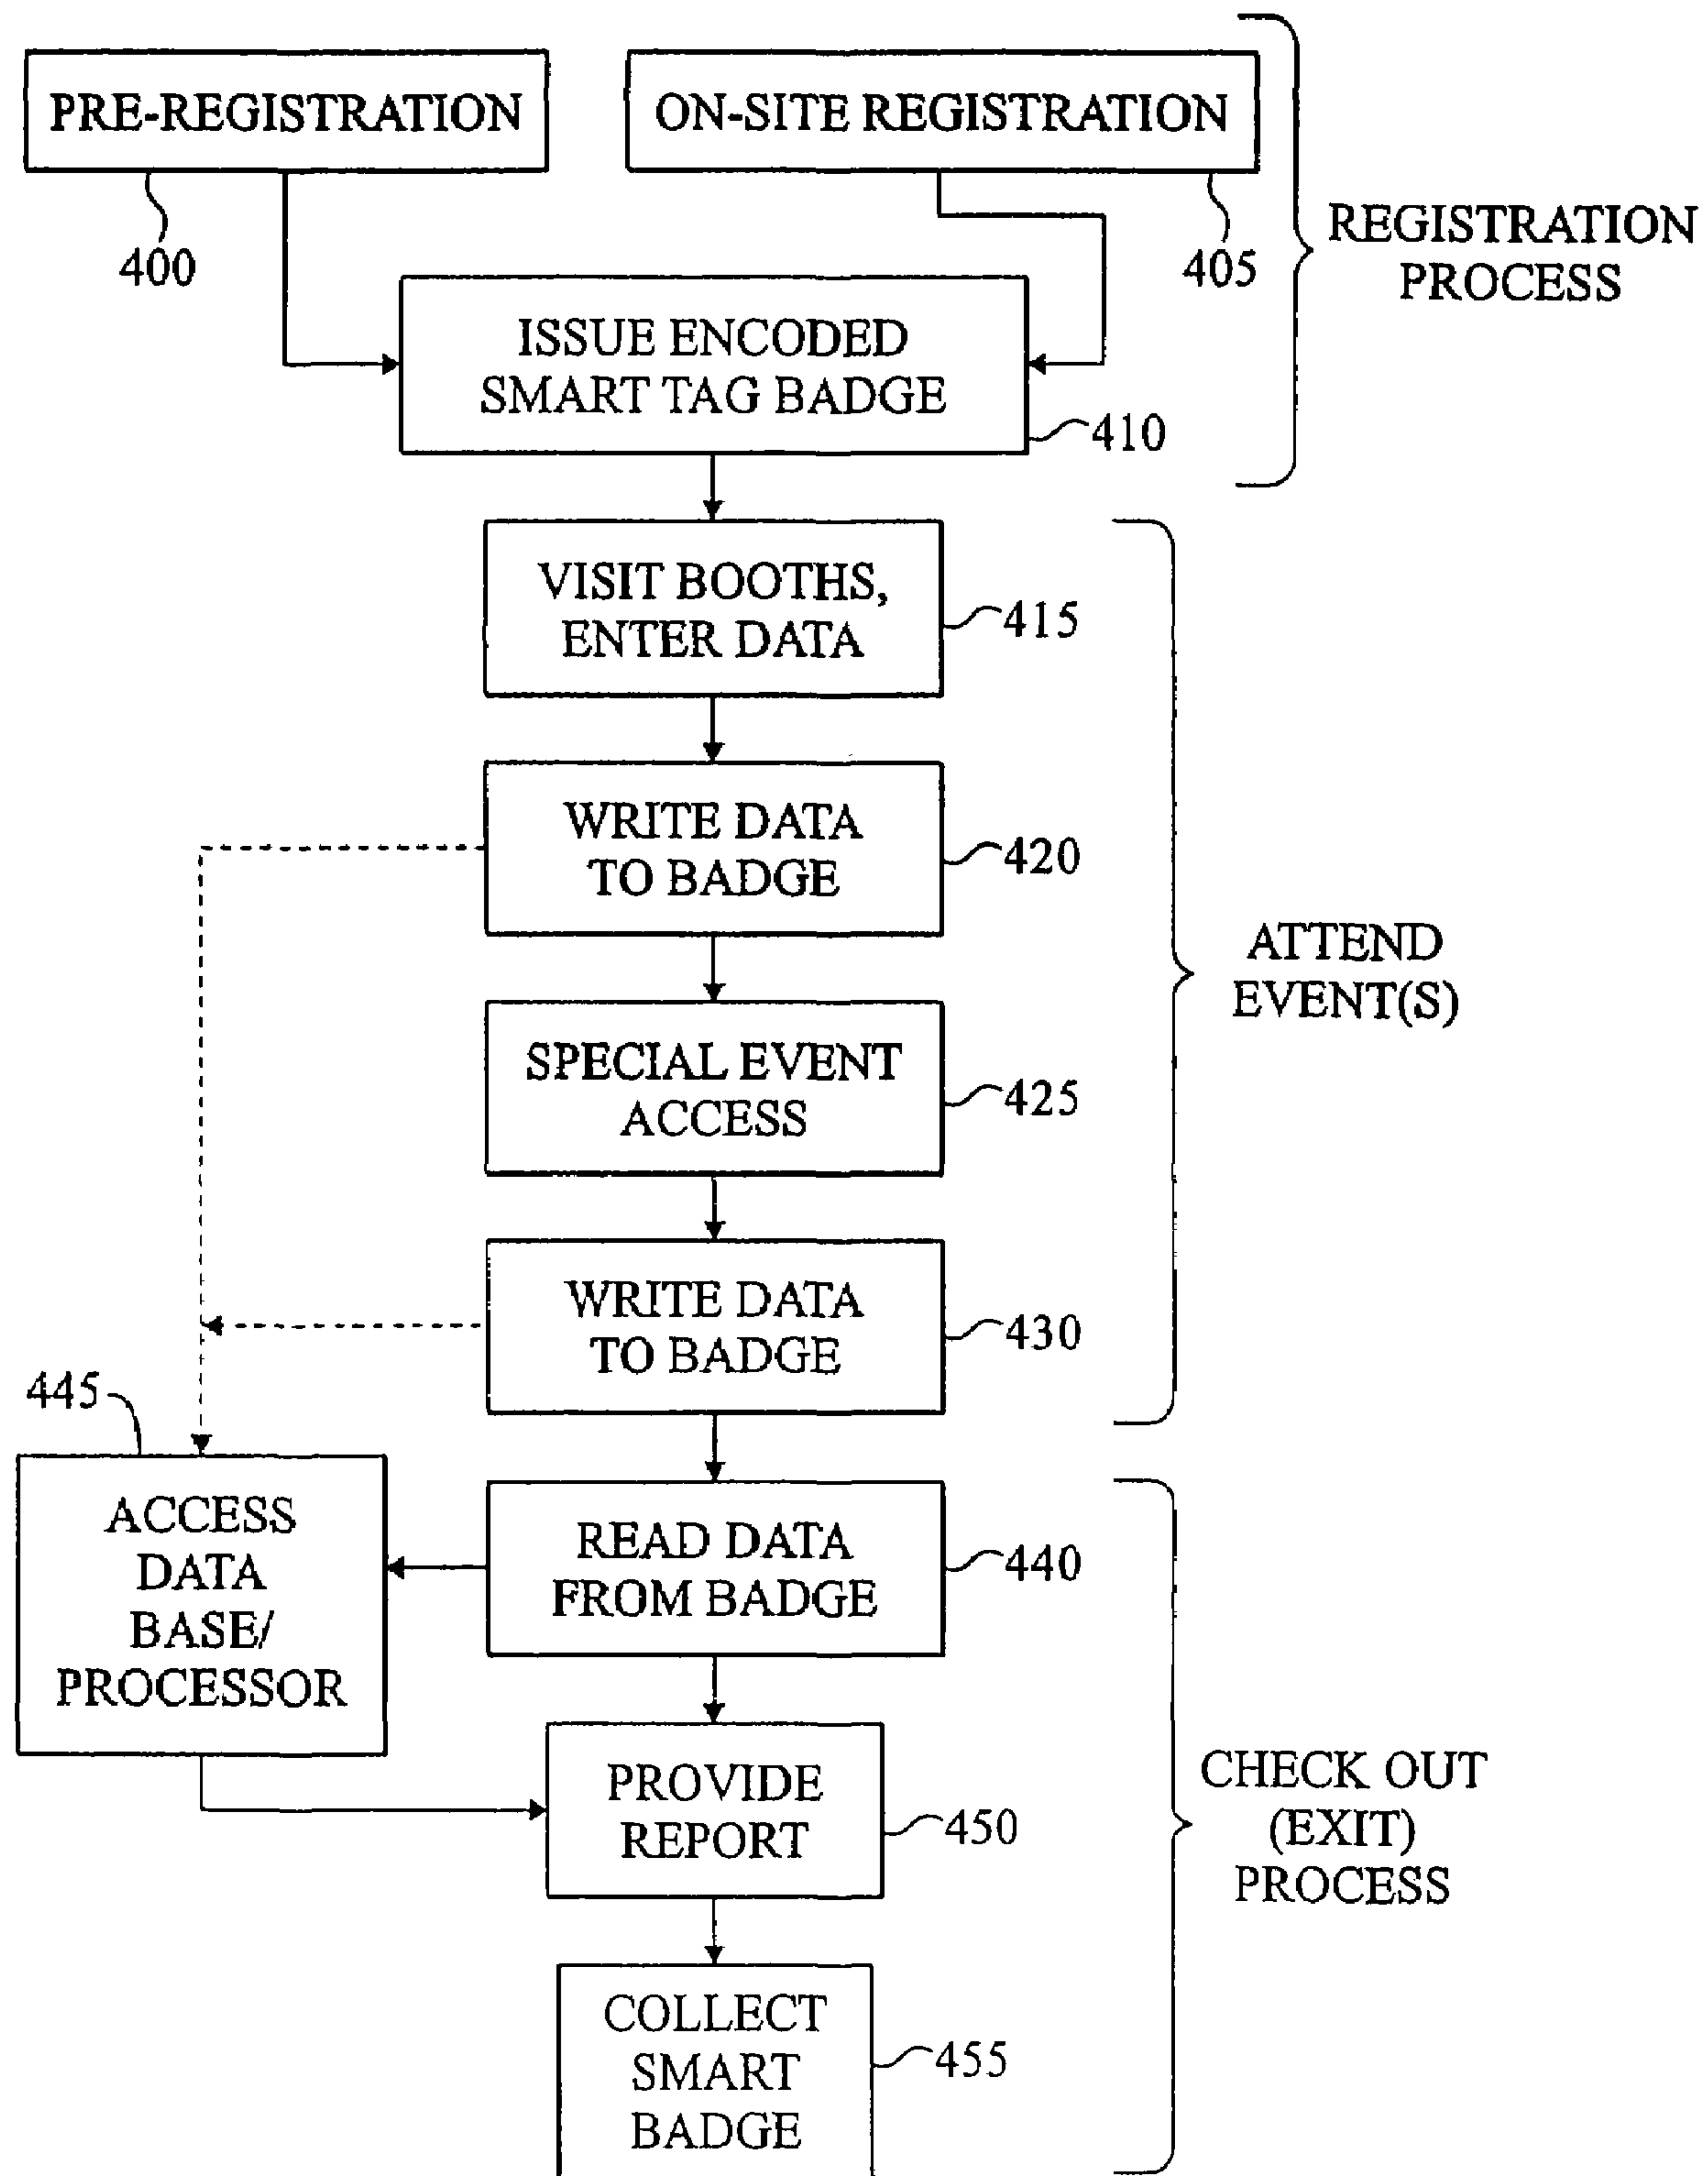 PRE-REGISTRATION
400
ON-SITE REGISTRATION
405
REGISTRATION
PROCESS
ISSUE ENCODED
SMART TAG BADGE
410
VISIT BOOTHS,
ENTER DATA
415
WRITE DATA
TO BADGE
420
SPECIAL EVENT
ACCESS
425
WRITE DATA
TO BADGE
430
ATTEND
EVENT(S)
445
ACCESS
DATA
BASE/
PROCESSOR
READ DATA
FROM BADGE
440
PROVIDE
REPORT
450
COLLECT
SMART
BADGE
455
CHECK OUT
(EXIT)
PROCESS